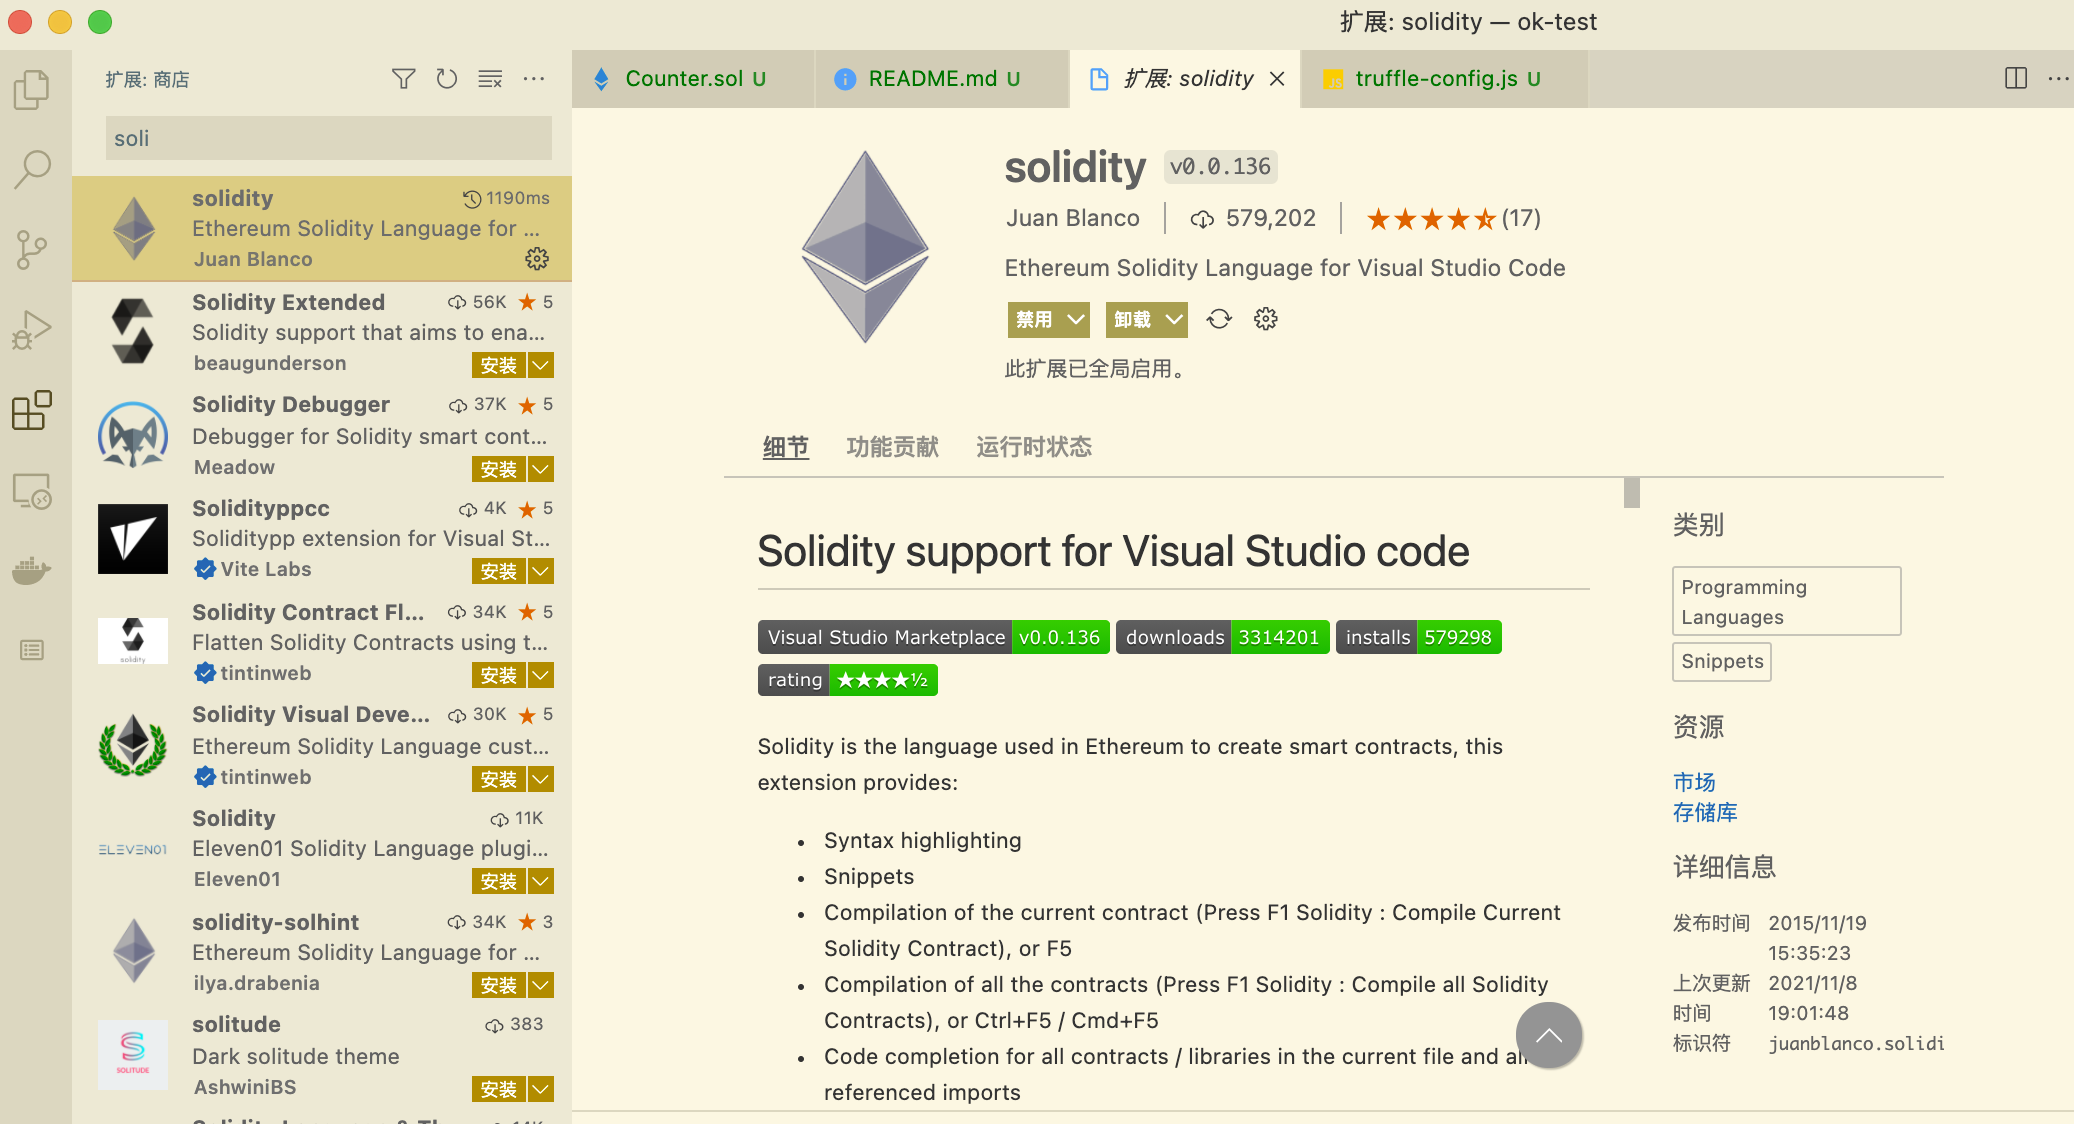 扩展: solidity — ok-test
扩展: 商店
soli
solidity 1190ms
Ethereum Solidity Language for ...
Juan Blanco
Solidity Extended 56K ★ 5
Solidity support that aims to ena...
beaugunderson 安装
Solidity Debugger 37K ★ 5
Debugger for Solidity smart cont...
Meadow 安装
Solidityppcc 4K ★ 5
Soliditypp extension for Visual St...
Vite Labs 安装
solidity
Solidity Contract Fl... 34K ★ 5
Flatten Solidity Contracts using t...
tintinweb 安装
Solidity Visual Deve... 30K ★ 5
Ethereum Solidity Language cust...
tintinweb 安装
Solidity 11K
ELEVEN01
Eleven01 Solidity Language plugi...
Eleven01 安装
solidity-solhint 34K ★ 3
Ethereum Solidity Language for ...
ilya.drabenia 安装
solitude 383
Dark solitude theme
SOLITUDE
AshwiniBS 安装
Counter.sol U
README.md U
扩展: solidity
JS truffle-config.js U
solidity v0.0.136
Juan Blanco 579,202 ★★★★ (17)
Ethereum Solidity Language for Visual Studio Code
禁用 卸载
此扩展已全局启用。
细节 功能贡献 运行时状态
Solidity support for Visual Studio code
Visual Studio Marketplace v0.0.136 downloads 3314201 installs 579298
rating ★★★★½
Solidity is the language used in Ethereum to create smart contracts, this
extension provides:
• Syntax highlighting
• Snippets
• Compilation of the current contract (Press F1 Solidity : Compile Current
Solidity Contract), or F5
• Compilation of all the contracts (Press F1 Solidity : Compile all Solidity
Contracts), or Ctrl+F5 / Cmd+F5
• Code completion for all contracts / libraries in the current file and all
referenced imports
类别
Programming
Languages
Snippets
资源
市场
存储库
详细信息
发布时间 2015/11/19
15:35:23
上次更新 2021/11/8
时间 19:01:48
标识符 juanblanco.solidi